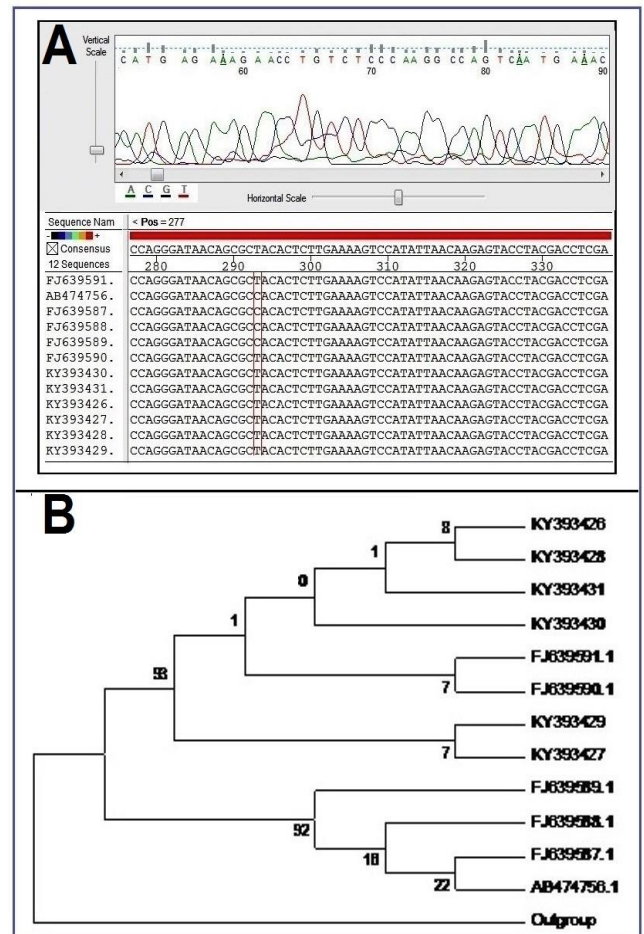 A
Vertical
Scale
C A T G A G A A A G A A C C T G T C T C C C A A G G C C A G T C A A T G A A A C
60 70 80 90
A C G T
Horizontal Scale
Sequence Nam < Pos = 277
- +
Consensus CCAGGGATAACAGCGCTACACTCTTGAAAAGTCCATATTAACAAGAGTACCTACGACCTCGA
12 Sequences 280 290 300 310 320 330
FJ639591. CCAGGGATAACAGCGCTACACTCTTGAAAAGTCCATATTAACAAGAGTACCTACGACCTCGA
AB474756. CCAGGGATAACAGCGCCACACTCTTGAAAAGTCCATATTAACAAGAGTACCTACGACCTCGA
FJ639587. CCAGGGATAACAGCGCCACACTCTTGAAAAGTCCATATTAACAAGAGTACCTACGACCTCGA
FJ639588. CCAGGGATAACAGCGCCACACTCTTGAAAAGTCCATATTAACAAGAGTACCTACGACCTCGA
FJ639589. CCAGGGATAACAGCGCCACACTCTTGAAAAGTCCATATTAACAAGAGTACCTACGACCTCGA
FJ639590. CCAGGGATAACAGCGCTACACTCTTGAAAAGTCCATATTAACAAGAGTACCTACGACCTCGA
KY393430. CCAGGGATAACAGCGCTACACTCTTGAAAAGTCCATATTAACAAGAGTACCTACGACCTCGA
KY393431. CCAGGGATAACAGCGCTACACTCTTGAAAAGTCCATATTAACAAGAGTACCTACGACCTCGA
KY393426. CCAGGGATAACAGCGCTACACTCTTGAAAAGTCCATATTAACAAGAGTACCTACGACCTCGA
KY393427. CCAGGGATAACAGCGCTACACTCTTGAAAAGTCCATATTAACAAGAGTACCTACGACCTCGA
KY393428. CCAGGGATAACAGCGCTACACTCTTGAAAAGTCCATATTAACAAGAGTACCTACGACCTCGA
KY393429. CCAGGGATAACAGCGCTACACTCTTGAAAAGTCCATATTAACAAGAGTACCTACGACCTCGA
B
8 KY393426
KY393428
1
KY393431
0
KY393430
1
FJ639591.1
7 FJ639590.1
93
KY393429
7 KY393427
FJ639589.1
92
FJ639588.1
18
FJ639587.1
22 AB474756.1
Outgroup